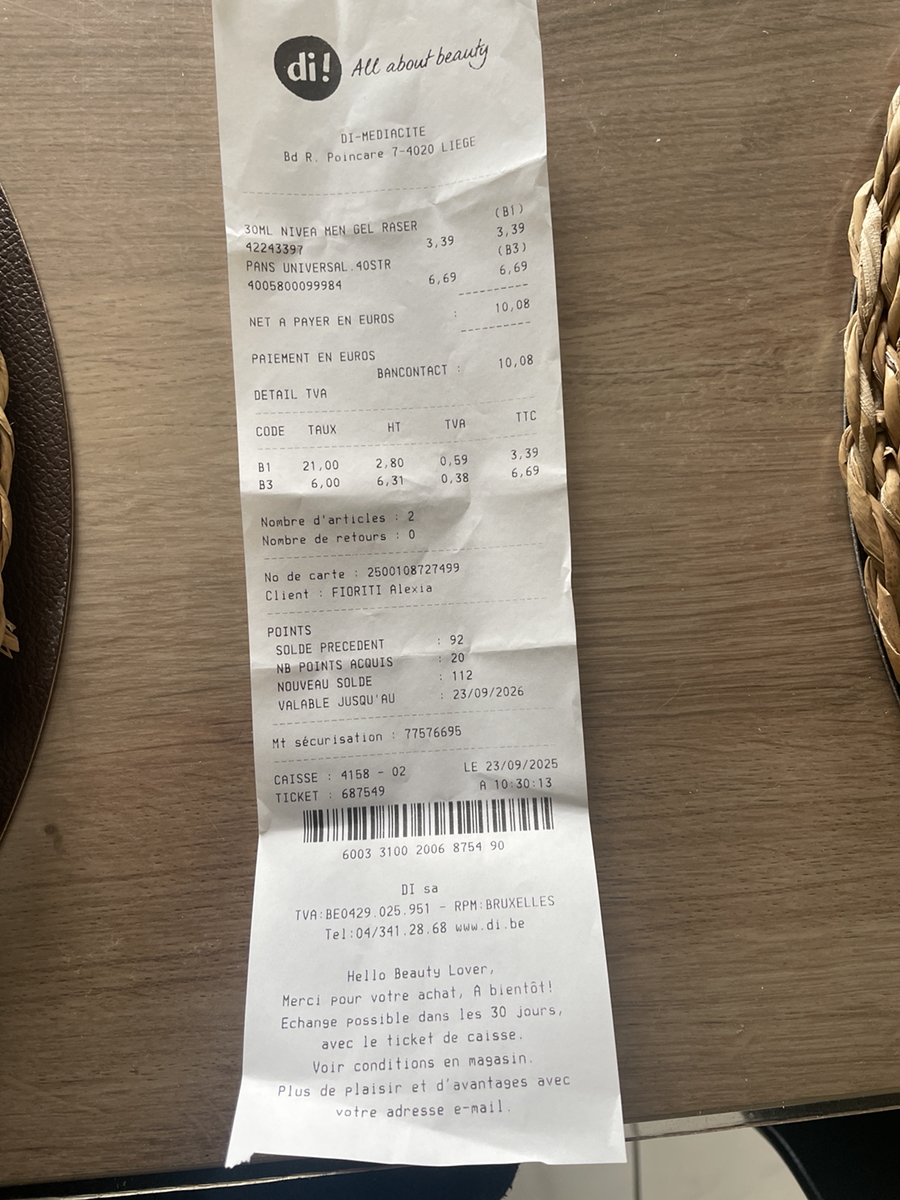 di! All about beauty
DI-MEDIACITE
Bd R. Poincare 7-4020 LIEGE
(B1)
30ML NIVEA MEN GEL RASER
42243397 3,39 3,39
(B3)
PANS UNIVERSAL.40STR
4005800099984 6,69 6,69
NET A PAYER EN EUROS : 10,08
PAIEMENT EN EUROS
BANCONTACT : 10,08
DETAIL TVA
CODE TAUX HT TVA TTC
B1 21,00 2,80 0,59 3,39
B3 6,00 6,31 0,38 6,69
Nombre d'articles : 2
Nombre de retours : 0
No de carte : 2500108727499
Client : FIORITI Alexia
POINTS
SOLDE PRECEDENT : 92
NB POINTS ACQUIS : 20
NOUVEAU SOLDE : 112
VALABLE JUSQU'AU : 23/09/2026
Mt sécurisation : 77576695
CAISSE : 4158 - 02 LE 23/09/2025
TICKET : 687549 A 10:30:13
6003 3100 2006 8754 90
DI sa
TVA:BE0429.025.951 - RPM:BRUXELLES
Tel:04/341.28.68 www.di.be
Hello Beauty Lover,
Merci pour votre achat, A bientôt!
Echange possible dans les 30 jours,
avec le ticket de caisse.
Voir conditions en magasin.
Plus de plaisir et d'avantages avec
votre adresse e-mail.